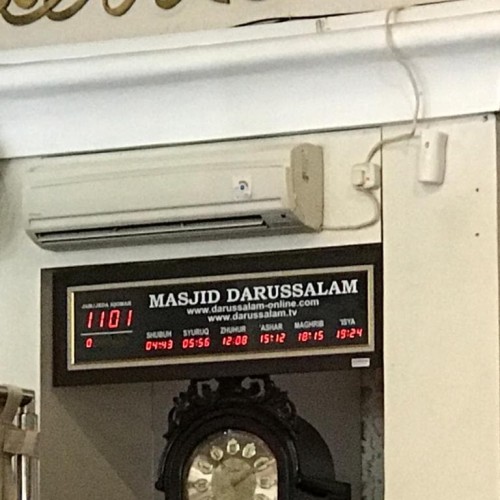 MASJID DARUSSALAM
www.darussalam-online.com
www.darussalam.tv
1101
0
SHUBUH SYURUQ ZHUHUR 'ASHAR MAGHRIB 'ISYA
04:43 05:56 12:08 15:12 18:15 19:24